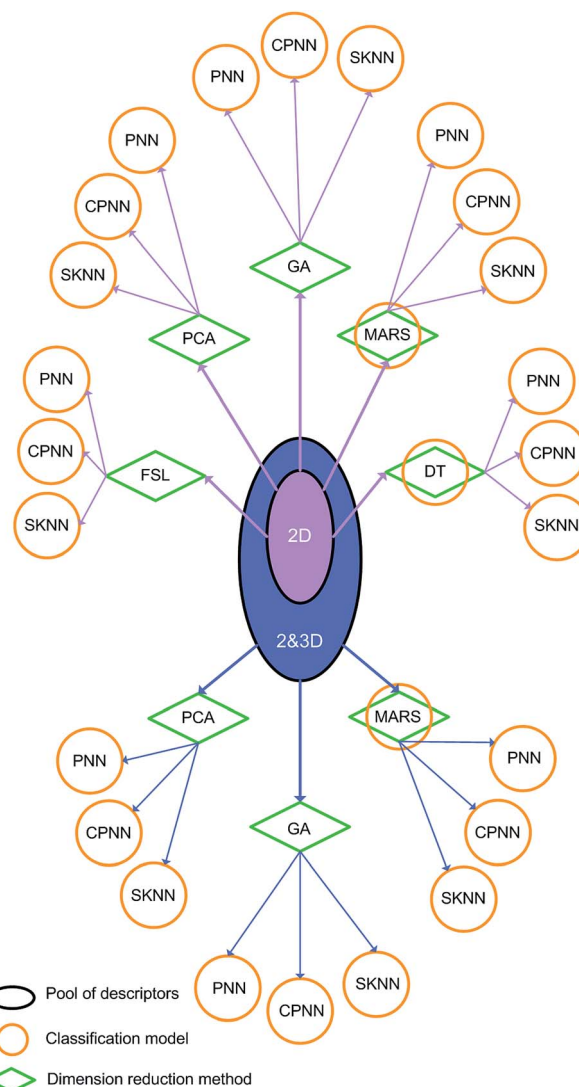 CPNN
SKNN
PNN
PNN
PNN
CPNN
CPNN
SKNN
SKNN
GA
PCA
MARS
PNN
PNN
CPNN
CPNN
FSL
DT
SKNN
SKNN
2D
2&3D
PCA
MARS
PNN
PNN
GA
CPNN
CPNN
SKNN
SKNN
PNN
SKNN
CPNN
Pool of descriptors
Classification model
Dimension reduction method